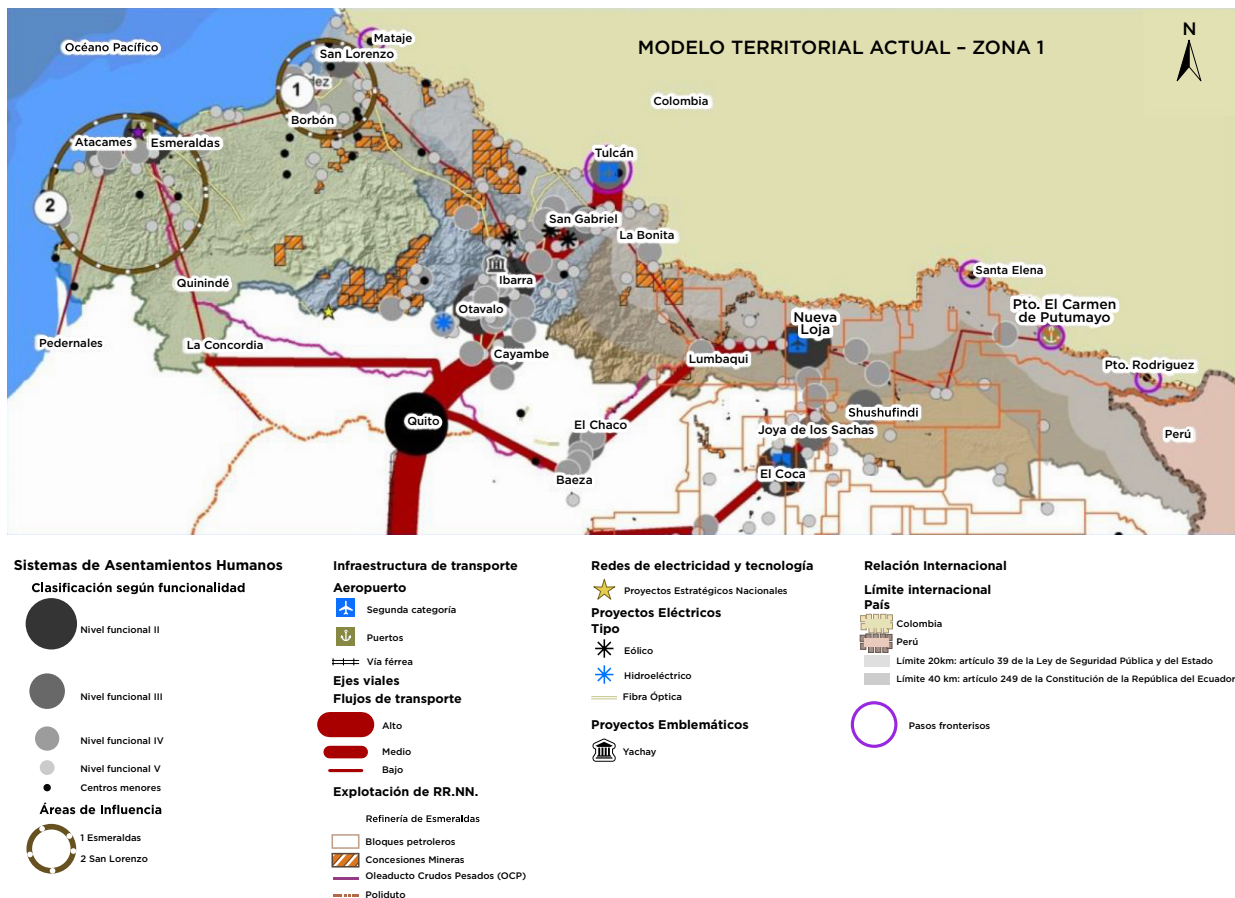 MODELO TERRITORIAL ACTUAL – ZONA 1
N
Océano Pacífico
Mataje
San Lorenzo
1
Borbón
Colombia
Atacames
Esmeraldas
2
Tulcán
San Gabriel
La Bonita
Ibarra
Otavalo
Quinindé
Santa Elena
Pto. El Carmen
de Putumayo
Nueva
Loja
Pedernales
La Concordia
Cayambe
Lumbaqui
Pto. Rodriguez
Quito
El Chaco
Shushufindi
Joya de los Sachas
Perú
El Coca
Baeza
Sistemas de Asentamientos Humanos
Clasificación según funcionalidad
Nivel funcional II
Nivel funcional III
Nivel funcional IV
Nivel funcional V
Centros menores
Áreas de Influencia
1 Esmeraldas
2 San Lorenzo
Infraestructura de transporte
Aeropuerto
Segunda categoría
Puertos
Vía férrea
Ejes viales
Flujos de transporte
Alto
Medio
Bajo
Explotación de RR.NN.
Refinería de Esmeraldas
Bloques petroleros
Concesiones Mineras
Oleaducto Crudos Pesados (OCP)
Poliduto
Redes de electricidad y tecnología
Proyectos Estratégicos Nacionales
Proyectos Eléctricos
Tipo
Eólico
Hidroeléctrico
Fibra Óptica
Proyectos Emblemáticos
Yachay
Relación Internacional
Límite internacional
País
Colombia
Perú
Límite 20km: artículo 39 de la Ley de Seguridad Pública y del Estado
Límite 40 km: artículo 249 de la Constitución de la República del Ecuador
Pasos fronterisos